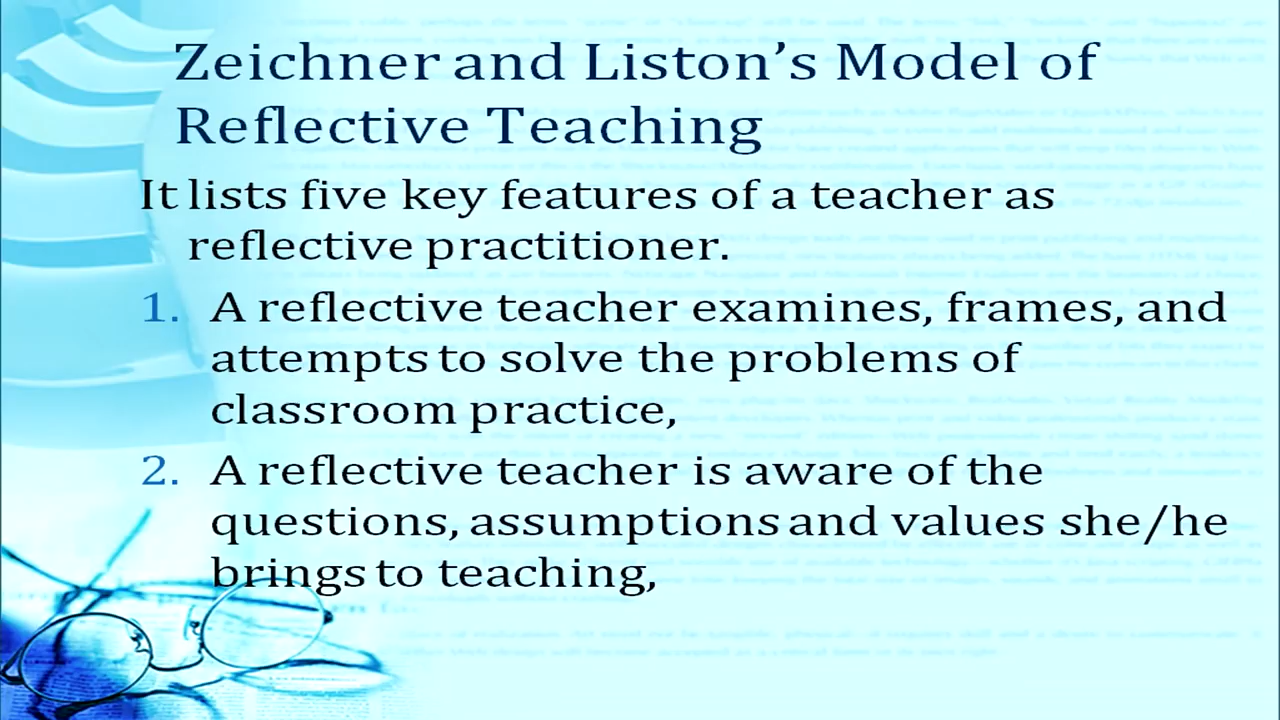 Zeichner and Liston’s Model of
Reflective Teaching
It lists five key features of a teacher as
reflective practitioner.
1. A reflective teacher examines, frames, and
attempts to solve the problems of
classroom practice,
2. A reflective teacher is aware of the
questions, assumptions and values she/he
brings to teaching,